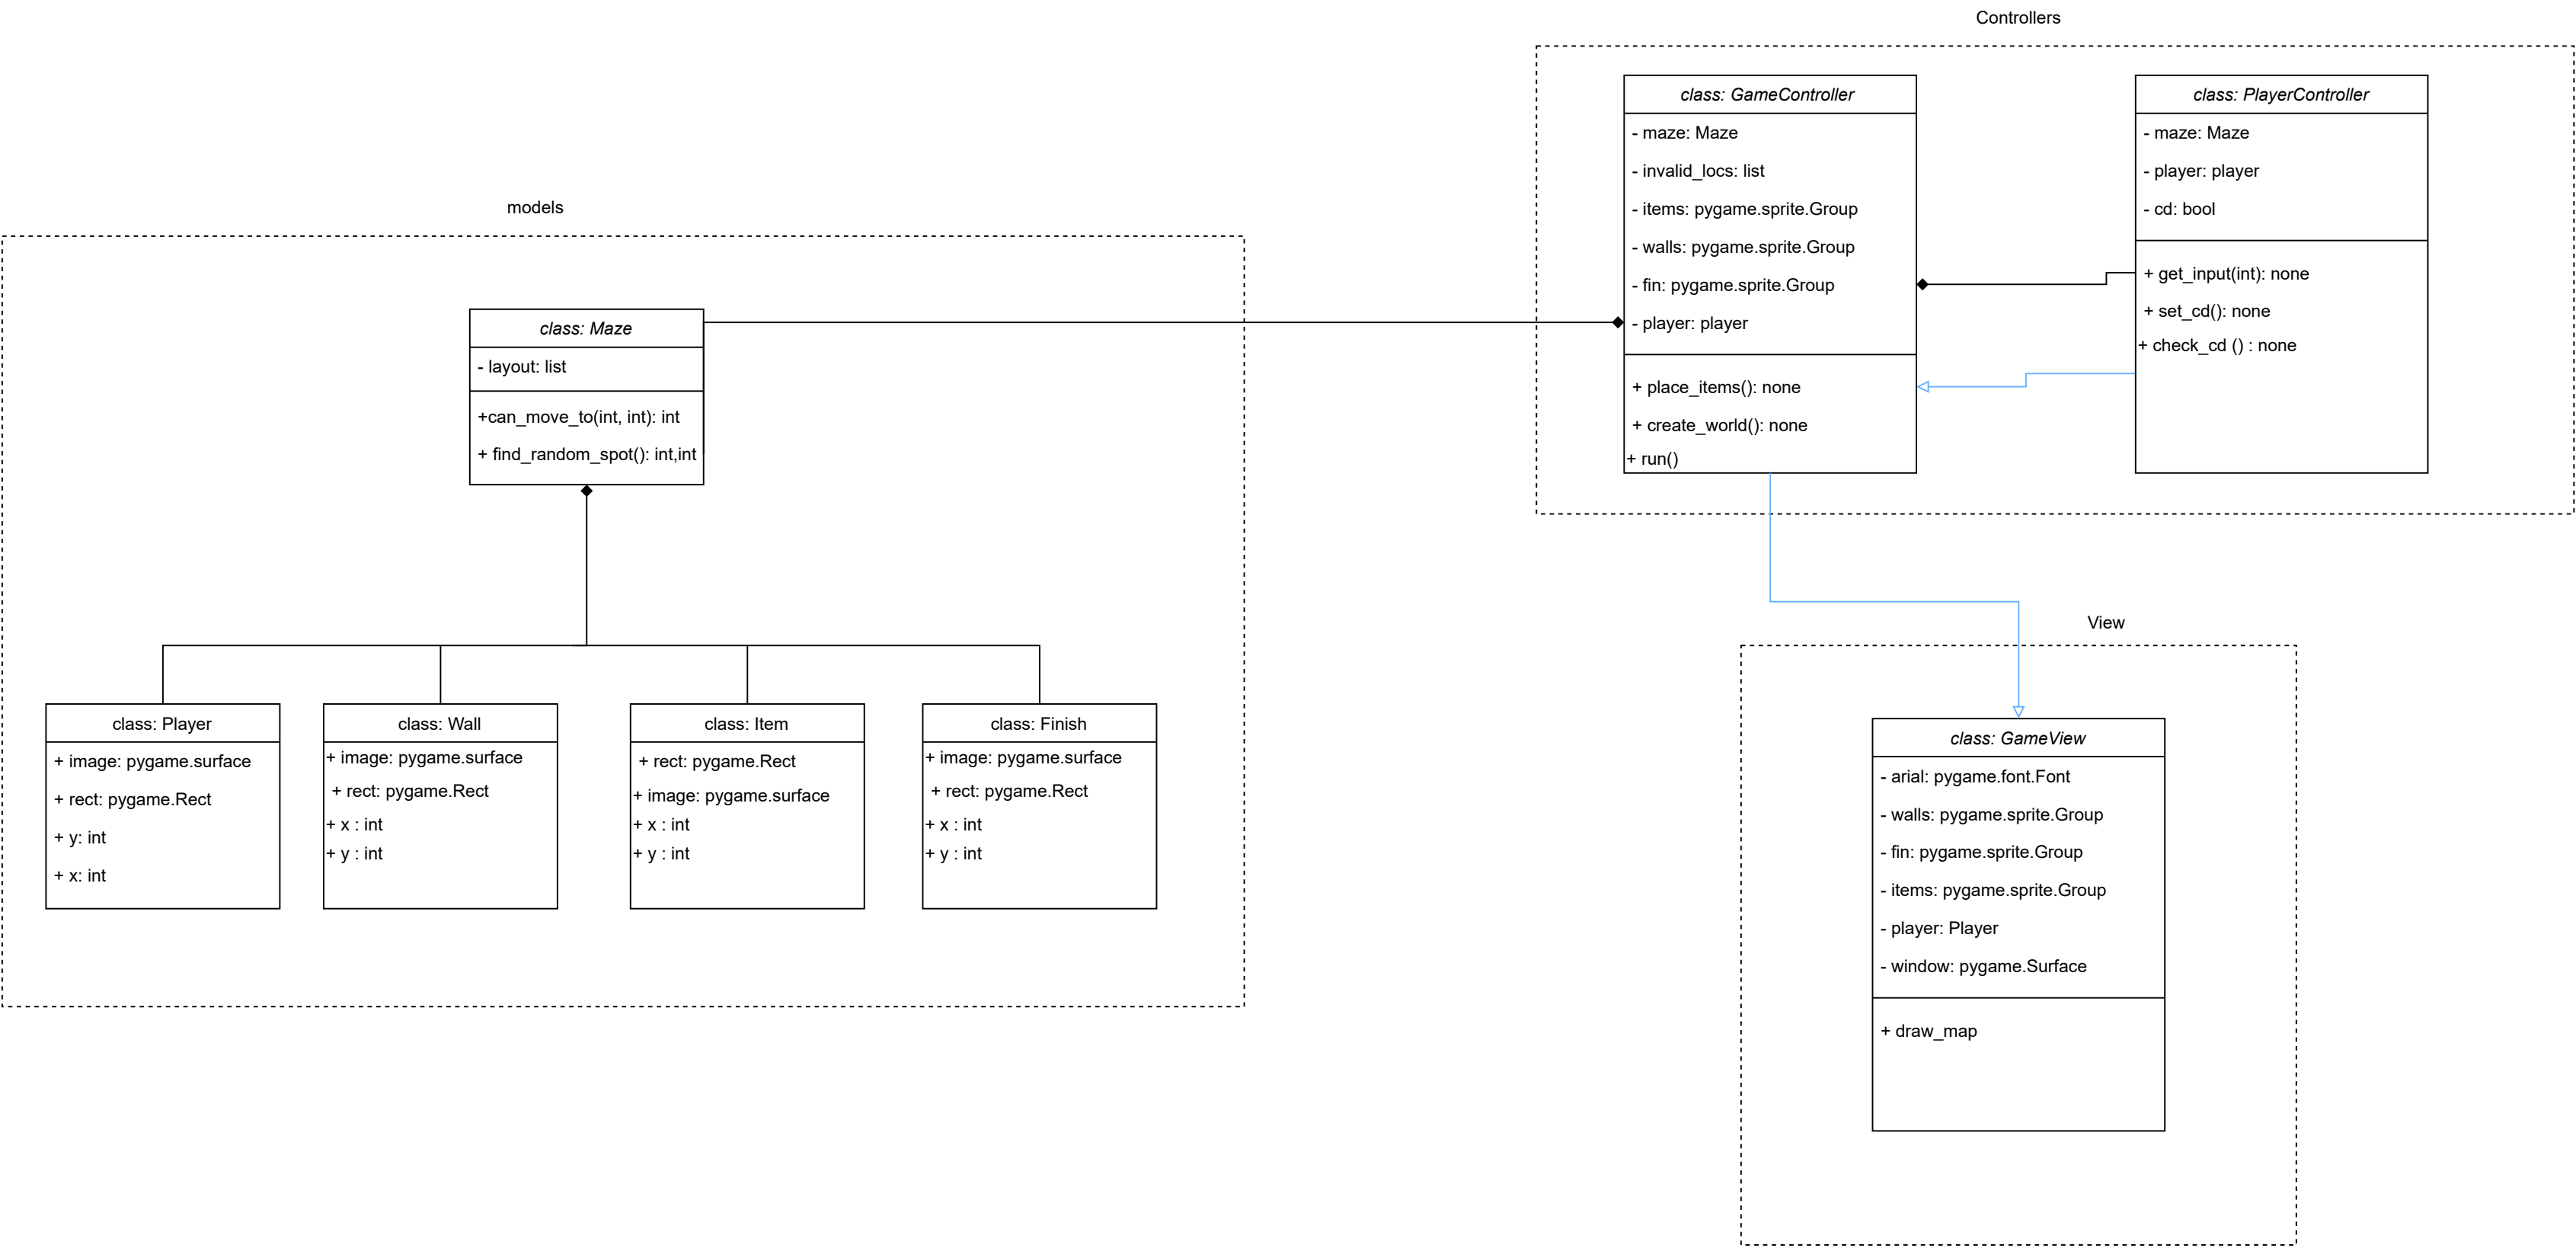 Controllers
class: GameController
- maze: Maze
- invalid_locs: list
- items: pygame.sprite.Group
- walls: pygame.sprite.Group
- fin: pygame.sprite.Group
- player: player
+ place_items(): none
+ create_world(): none
+ run()
class: PlayerController
- maze: Maze
- player: player
- cd: bool
+ get_input(int): none
+ set_cd(): none
+ check_cd () : none
models
class: Maze
- layout: list
+can_move_to(int, int): int
+ find_random_spot(): int,int
class: Player
+ image: pygame.surface
+ rect: pygame.Rect
+ y: int
+ x: int
class: Wall
+ image: pygame.surface
+ rect: pygame.Rect
+ x : int
+ y : int
class: Item
+ rect: pygame.Rect
+ image: pygame.surface
+ x : int
+ y : int
class: Finish
+ image: pygame.surface
+ rect: pygame.Rect
+ x : int
+ y : int
View
class: GameView
- arial: pygame.font.Font
- walls: pygame.sprite.Group
- fin: pygame.sprite.Group
- items: pygame.sprite.Group
- player: Player
- window: pygame.Surface
+ draw_map